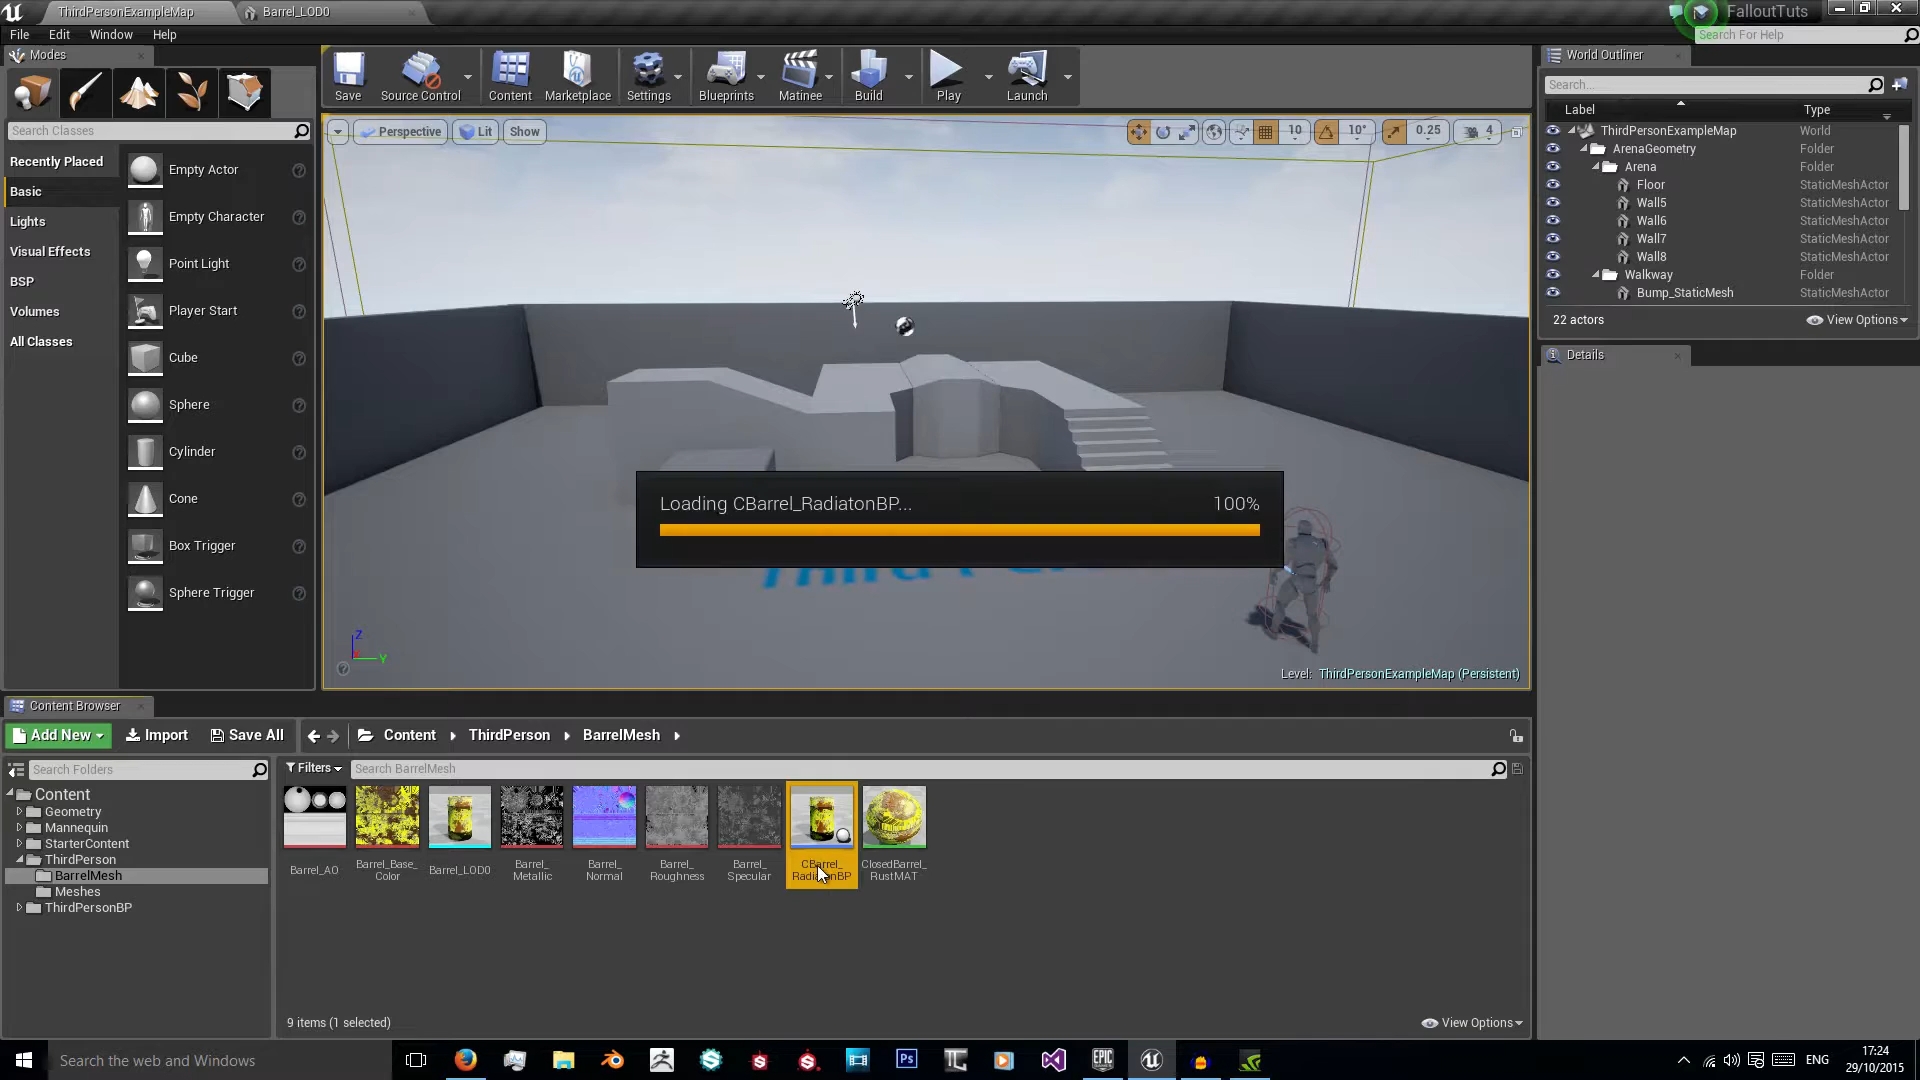 ThirdPersonExampleMap
Barrel_LOD0
FalloutTuts
File Edit Window Help
Search For Help
Modes
Save
Source Control
Content
Marketplace
Settings
Blueprints
Matinee
Build
Play
Launch
World Outliner
Search...
Label
Type
Search Classes
Perspective
Lit
Show
10
10°
0.25
4
Recently Placed
Basic
Lights
Visual Effects
BSP
Volumes
All Classes
Empty Actor
Empty Character
Point Light
Player Start
Cube
Sphere
Cylinder
Cone
Box Trigger
Sphere Trigger
ThirdPersonExampleMap World
ArenaGeometry Folder
Arena Folder
Floor StaticMeshActor
Wall5 StaticMeshActor
Wall6 StaticMeshActor
Wall7 StaticMeshActor
Wall8 StaticMeshActor
Walkway Folder
Bump_StaticMesh StaticMeshActor
22 actors
View Options
Details
Loading CBarrel_RadiatonBP... 100%
Z
Y
Level: ThirdPersonExampleMap (Persistent)
Content Browser
Add New
Import
Save All
Content
ThirdPerson
BarrelMesh
Search Folders
Filters
Search BarrelMesh
Content
Geometry
Mannequin
StarterContent
ThirdPerson
BarrelMesh
Meshes
ThirdPersonBP
Barrel_AO
Barrel_Base_
Color
Barrel_LOD0
Barrel_
Metallic
Barrel_
Normal
Barrel_
Roughness
Barrel_
Specular
CBarrel_
RadiatonBP
ClosedBarrel_
RustMAT
9 items (1 selected)
View Options
Search the web and Windows
Ps
EPIC
GAMES
ENG
17:24
29/10/2015